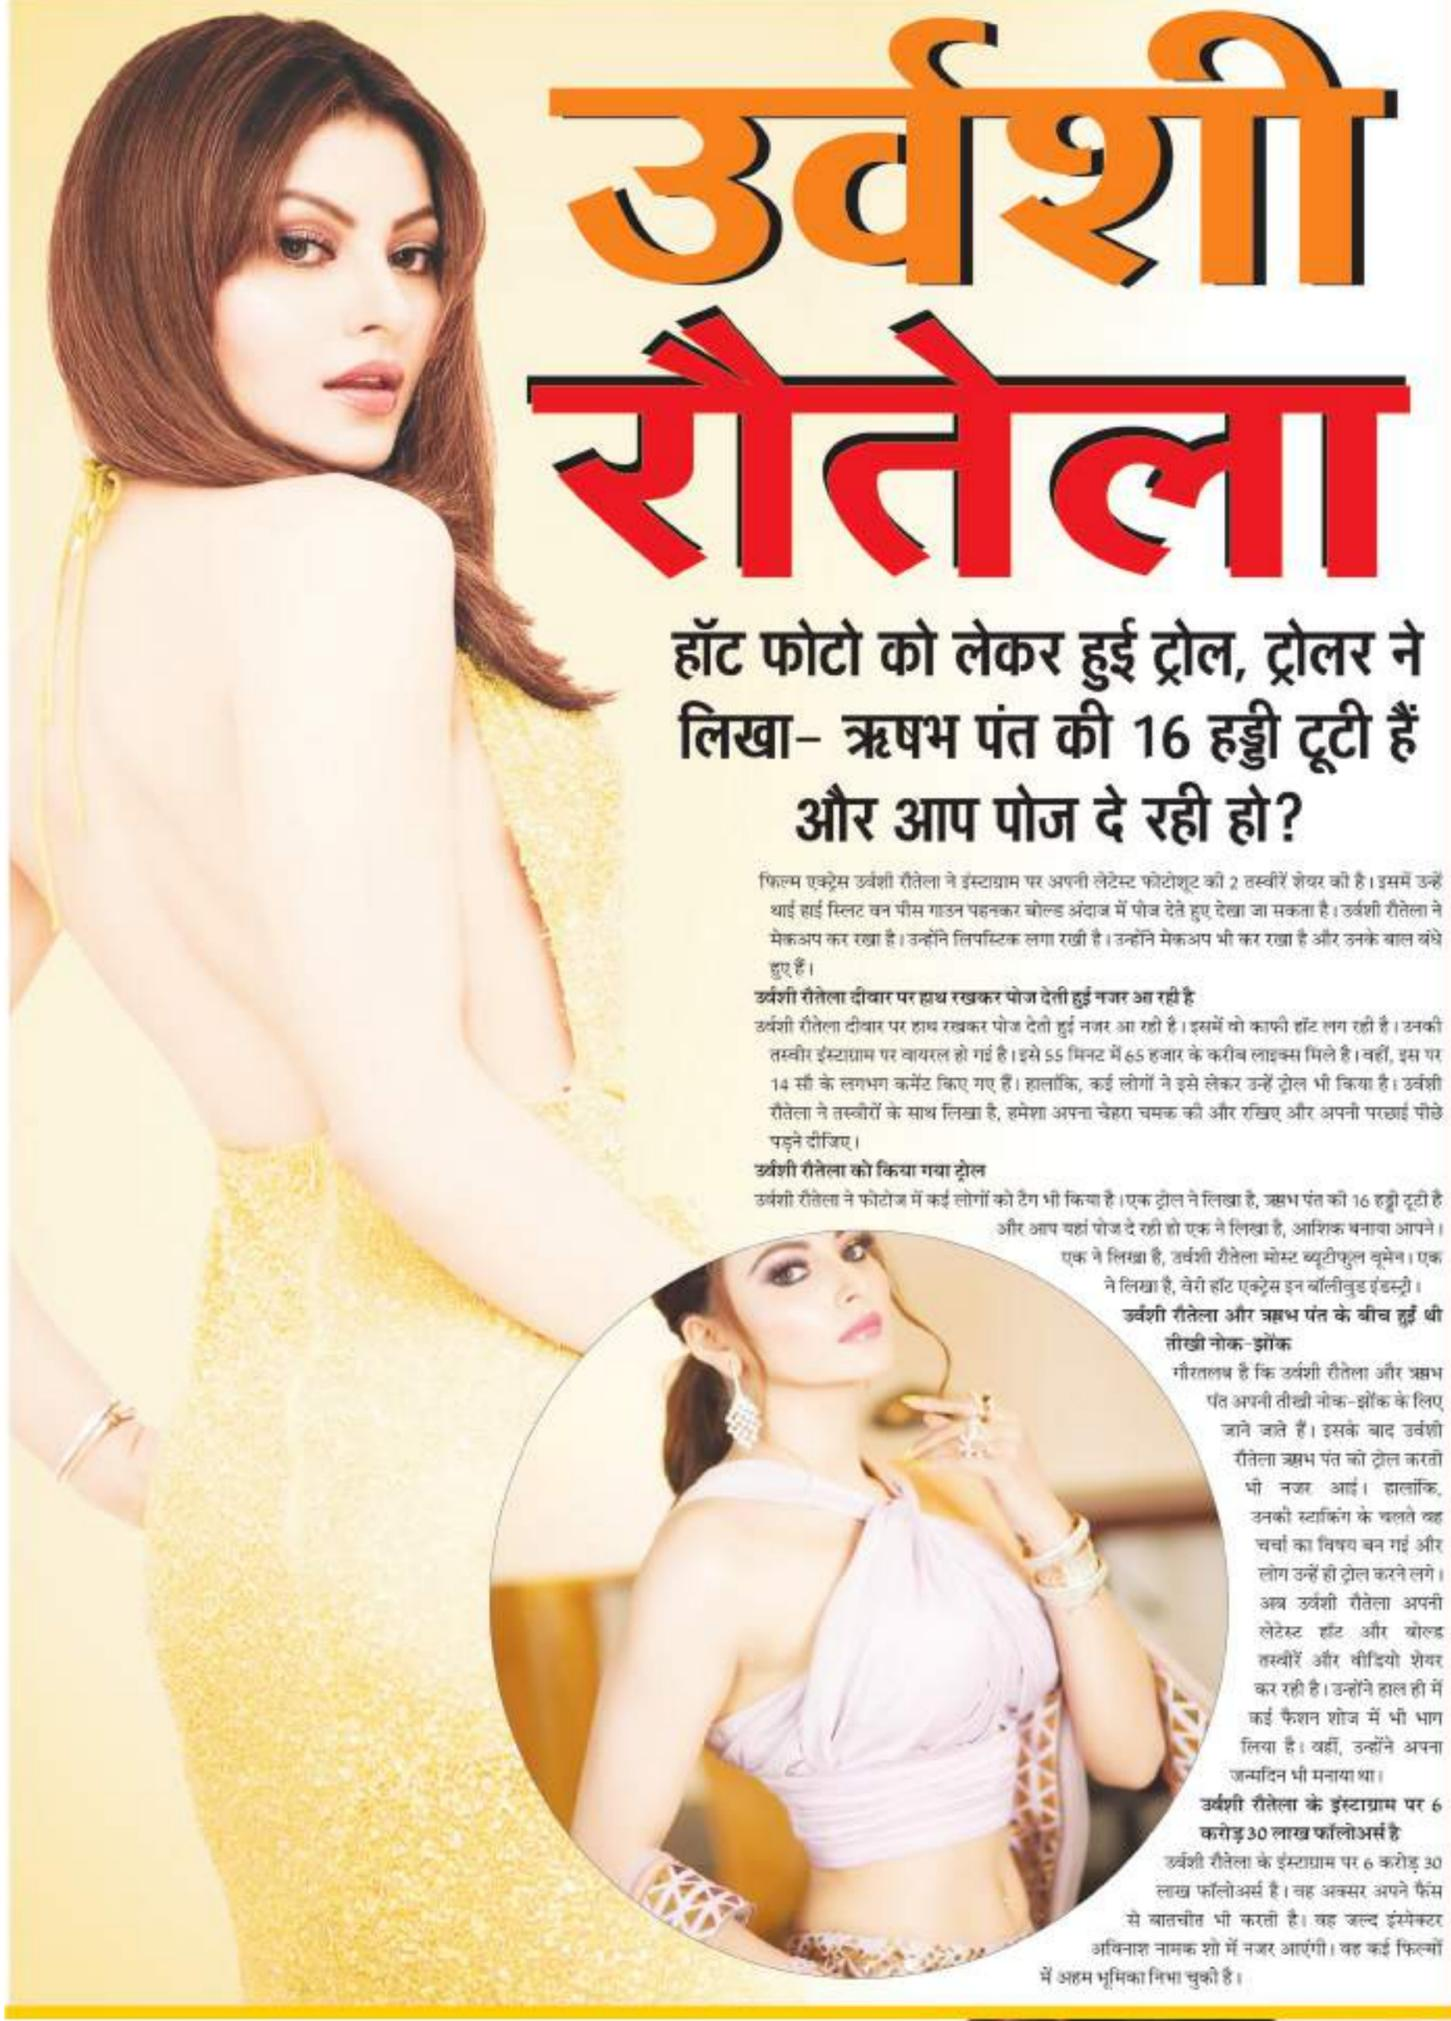 उर्वशी
रौतेला
हॉट फोटो को लेकर हुई ट्रोल, ट्रोलर ने
लिखा- ऋषभ पंत की 16 हड्डी टूटी हैं
और आप पोज दे रही हो?
फिल्म एक्ट्रेस उर्वशी रौतेला ने इंस्टाग्राम पर अपनी लेटेस्ट फोटोशूट की 2 तस्वीरें शेयर की है। इसमें उन्हें
थाई हाई स्लिट वन पीस गाउन पहनकर बोल्ड अंदाज में पोज देते हुए देखा जा सकता है। उर्वशी रौतेला ने
मेकअप कर रखा है। उन्होंने लिपस्टिक लगा रखी है। उन्होंने मेकअप भी कर रखा है और उनके बाल बंधे
हुए हैं।
उर्वशी रौतेला दीवार पर हाथ रखकर पोज देती हुई नजर आ रही है
उर्वशी रौतेला दीवार पर हाथ रखकर पोज देती हुई नजर आ रही है। इसमें वो काफी हॉट लग रही है। उनकी
तस्वीर इंस्टाग्राम पर वायरल हो गई है। इसे 55 मिनट में 65 हजार के करीब लाइक्स मिले है। वहीं, इस पर
14 सौ के लगभग कमेंट किए गए हैं। हालांकि, कई लोगों ने इसे लेकर उन्हें ट्रोल भी किया है। उर्वशी
रौतेला ने तस्वीरों के साथ लिखा है, हमेशा अपना चेहरा चमक की और रखिए और अपनी परछाई पीछे
पड़ने दीजिए।
उर्वशी रौतेला को किया गया ट्रोल
उर्वशी रौतेला ने फोटोज में कई लोगों को टैग भी किया है। एक ट्रोल ने लिखा है, ऋषभ पंत की 16 हड्डी टूटी है
और आप यहां पोज दे रही हो एक ने लिखा है, आशिक बनाया आपने।
एक ने लिखा है, उर्वशी रौतेला मोस्ट ब्यूटीफुल वूमेन। एक
ने लिखा है, वेरी हॉट एक्ट्रेस इन बॉलीवुड इंडस्ट्री।
उर्वशी रौतेला और ऋषभ पंत के बीच हुई थी
तीखी नोक-झोंक
गौरतलब है कि उर्वशी रौतेला और ऋषभ
पंत अपनी तीखी नोक-झोंक के लिए
जाने जाते हैं। इसके बाद उर्वशी
रौतेला ऋषभ पंत को ट्रोल करती
भी नजर आई। हालांकि,
उनकी स्टाकिंग के चलते वह
चर्चा का विषय बन गई और
लोग उन्हें ही ट्रोल करने लगे।
अब उर्वशी रौतेला अपनी
लेटेस्ट हॉट और बोल्ड
तस्वीरें और वीडियो शेयर
कर रही है। उन्होंने हाल ही में
कई फैशन शोज में भी भाग
लिया है। वहीं, उन्होंने अपना
जन्मदिन भी मनाया था।
उर्वशी रौतेला के इंस्टाग्राम पर 6
करोड़ 30 लाख फॉलोअर्स है
उर्वशी रौतेला के इंस्टाग्राम पर 6 करोड़ 30
लाख फॉलोअर्स है। वह अक्सर अपने फैंस
से बातचीत भी करती है। वह जल्द इंस्पेक्टर
अविनाश नामक शो में नजर आएंगी। वह कई फिल्मों
में अहम भूमिका निभा चुकी है।